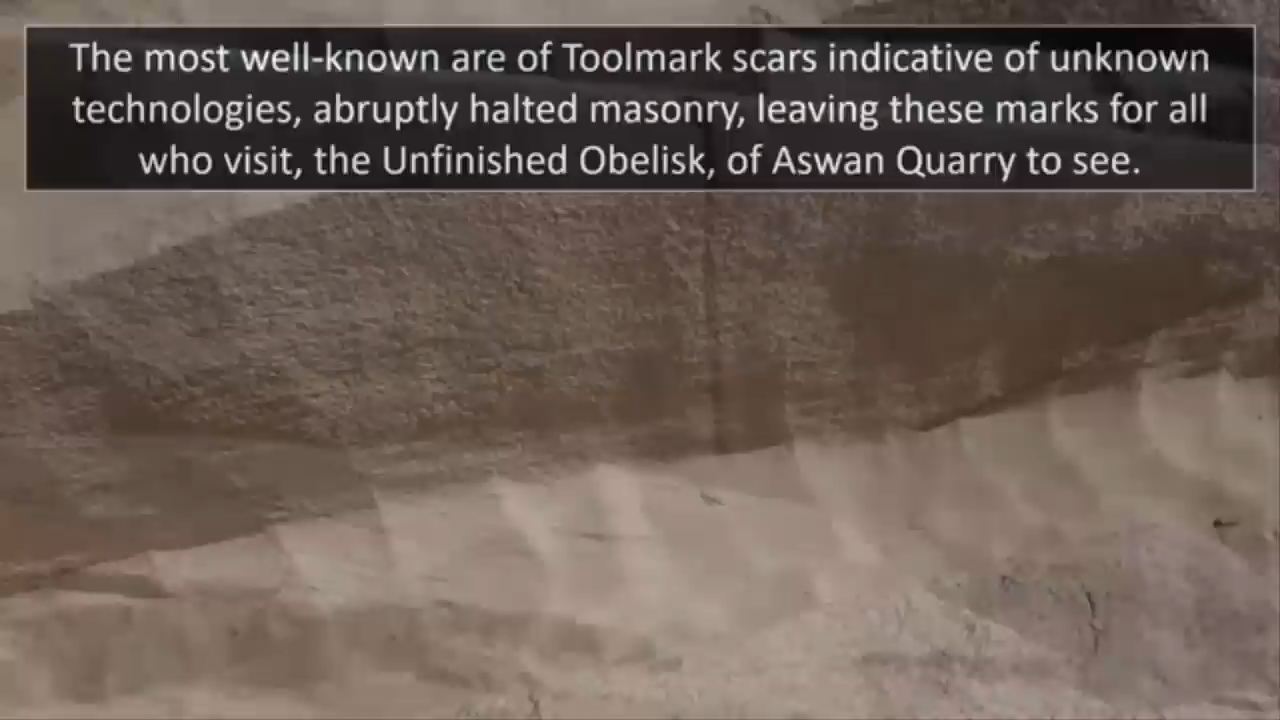 The most well-known are of Toolmark scars indicative of unknown
technologies, abruptly halted masonry, leaving these marks for all
who visit, the Unfinished Obelisk, of Aswan Quarry to see.